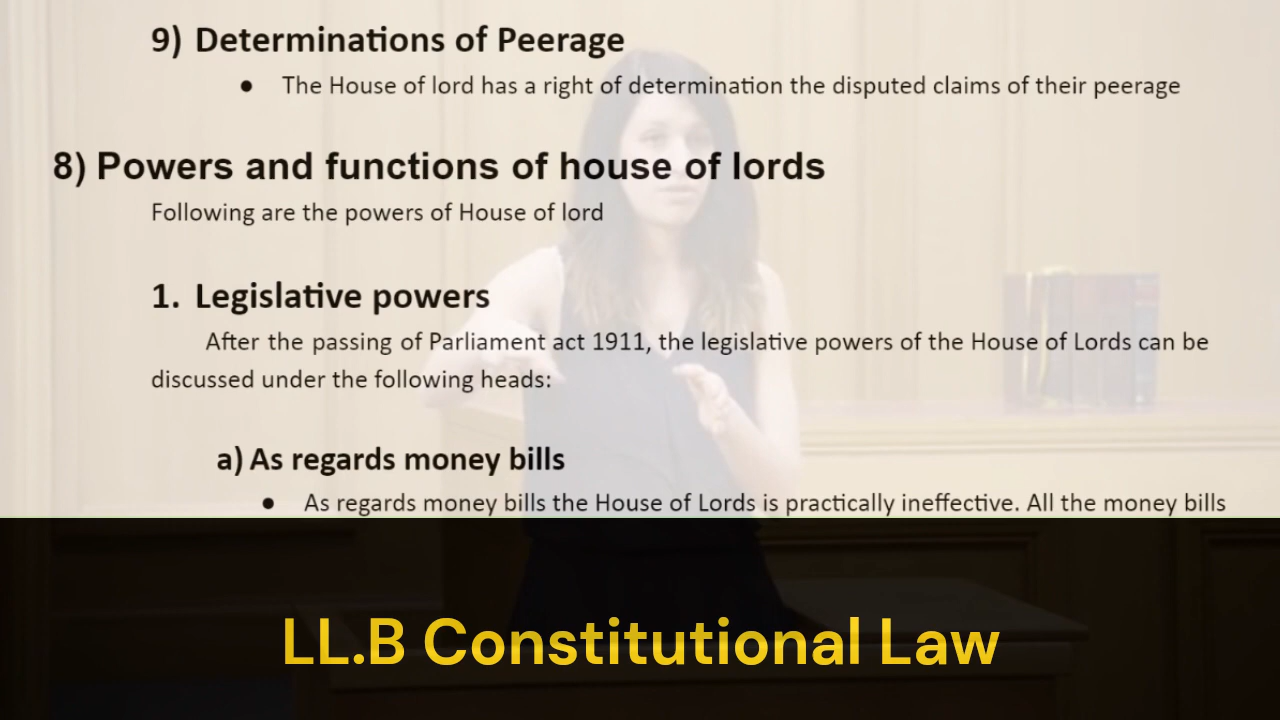 9) Determinations of Peerage
● The House of lord has a right of determination the disputed claims of their peerage
8) Powers and functions of house of lords
Following are the powers of House of lord
1. Legislative powers
After the passing of Parliament act 1911, the legislative powers of the House of Lords can be
discussed under the following heads:
a) As regards money bills
● As regards money bills the House of Lords is practically ineffective. All the money bills
LL.B Constitutional Law